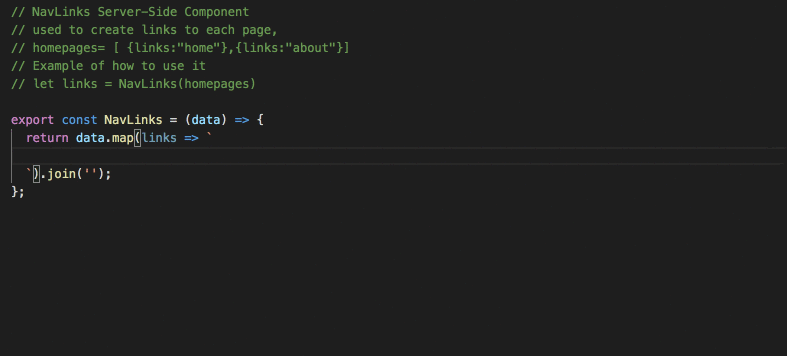 // NavLinks Server-Side Component
// used to create links to each page,
// homepages= [ {links:"home"},{links:"about"}]
// Example of how to use it
// let links = NavLinks(homepages)
export const NavLinks = (data) => {
return data.map(links => `
`).join('');
};